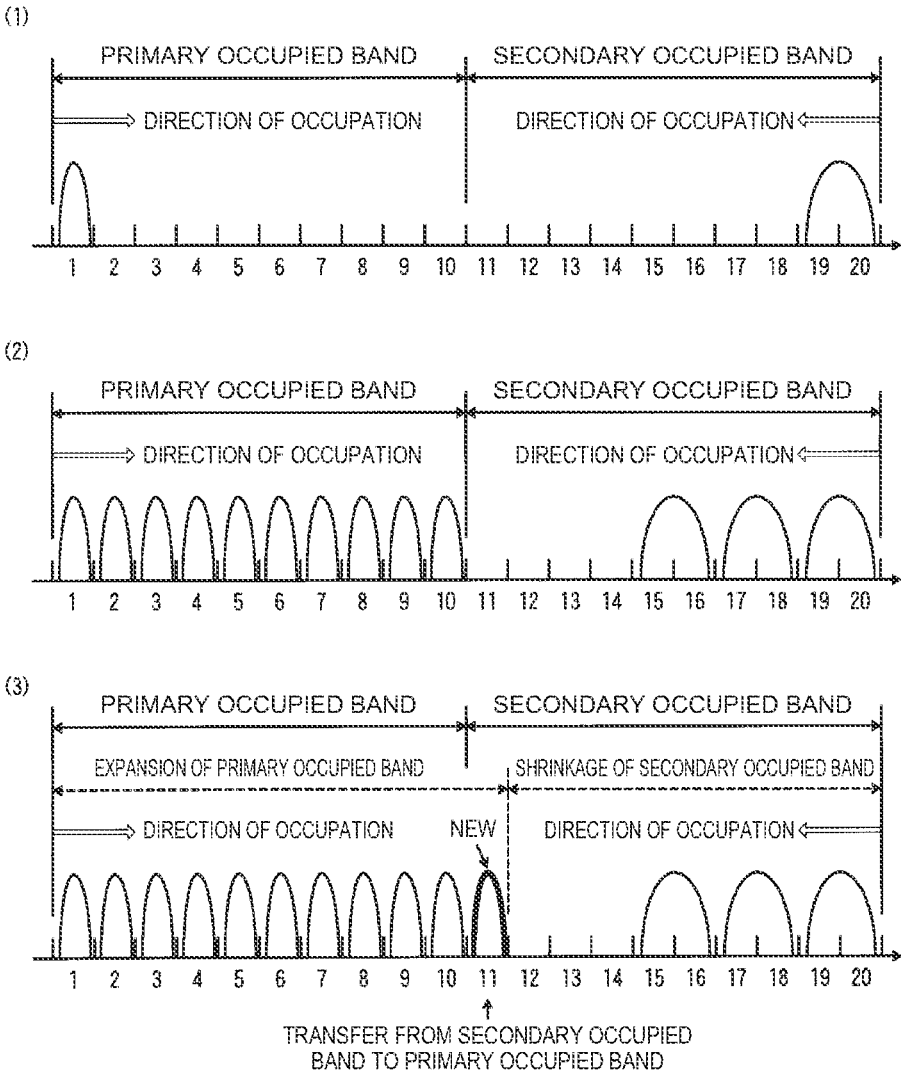 (1)
PRIMARY OCCUPIED BAND SECONDARY OCCUPIED BAND
DIRECTION OF OCCUPATION DIRECTION OF OCCUPATION
1 2 3 4 5 6 7 8 9 10 11 12 13 14 15 16 17 18 19 20
(2)
PRIMARY OCCUPIED BAND SECONDARY OCCUPIED BAND
DIRECTION OF OCCUPATION DIRECTION OF OCCUPATION
1 2 3 4 5 6 7 8 9 10 11 12 13 14 15 16 17 18 19 20
(3)
PRIMARY OCCUPIED BAND SECONDARY OCCUPIED BAND
EXPANSION OF PRIMARY OCCUPIED BAND SHRINKAGE OF SECONDARY OCCUPIED BAND
DIRECTION OF OCCUPATION NEW DIRECTION OF OCCUPATION
1 2 3 4 5 6 7 8 9 10 11 12 13 14 15 16 17 18 19 20
TRANSFER FROM SECONDARY OCCUPIED
BAND TO PRIMARY OCCUPIED BAND